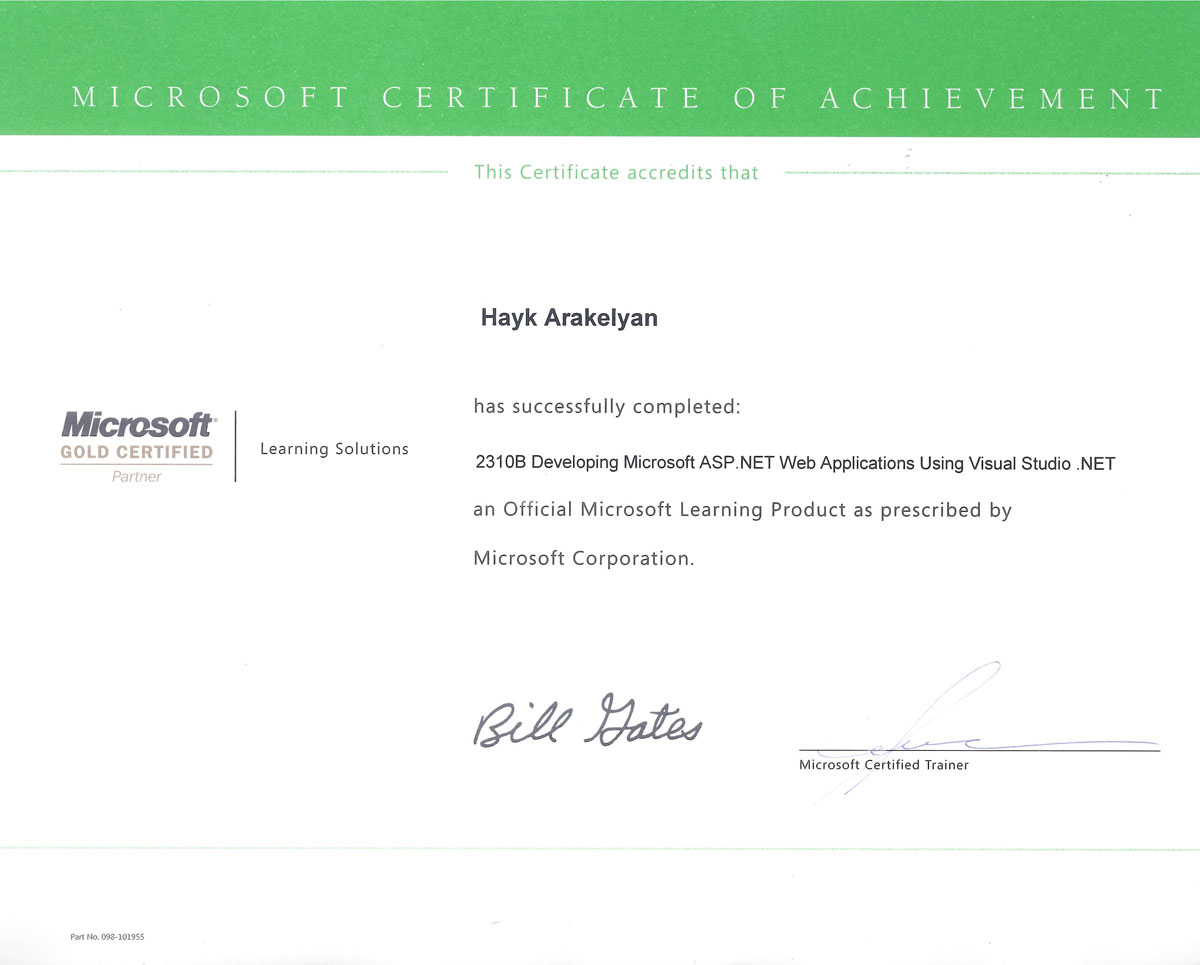 MICROSOFT CERTIFICATE OF ACHIEVEMENT
This Certificate accredits that
Hayk Arakelyan
has successfully completed:
Microsoft®
GOLD CERTIFIED
Partner
Learning Solutions
2310B Developing Microsoft ASP.NET Web Applications Using Visual Studio .NET
an Official Microsoft Learning Product as prescribed by
Microsoft Corporation.
Bill Gates
Microsoft Certified Trainer
Part No. 098-101955